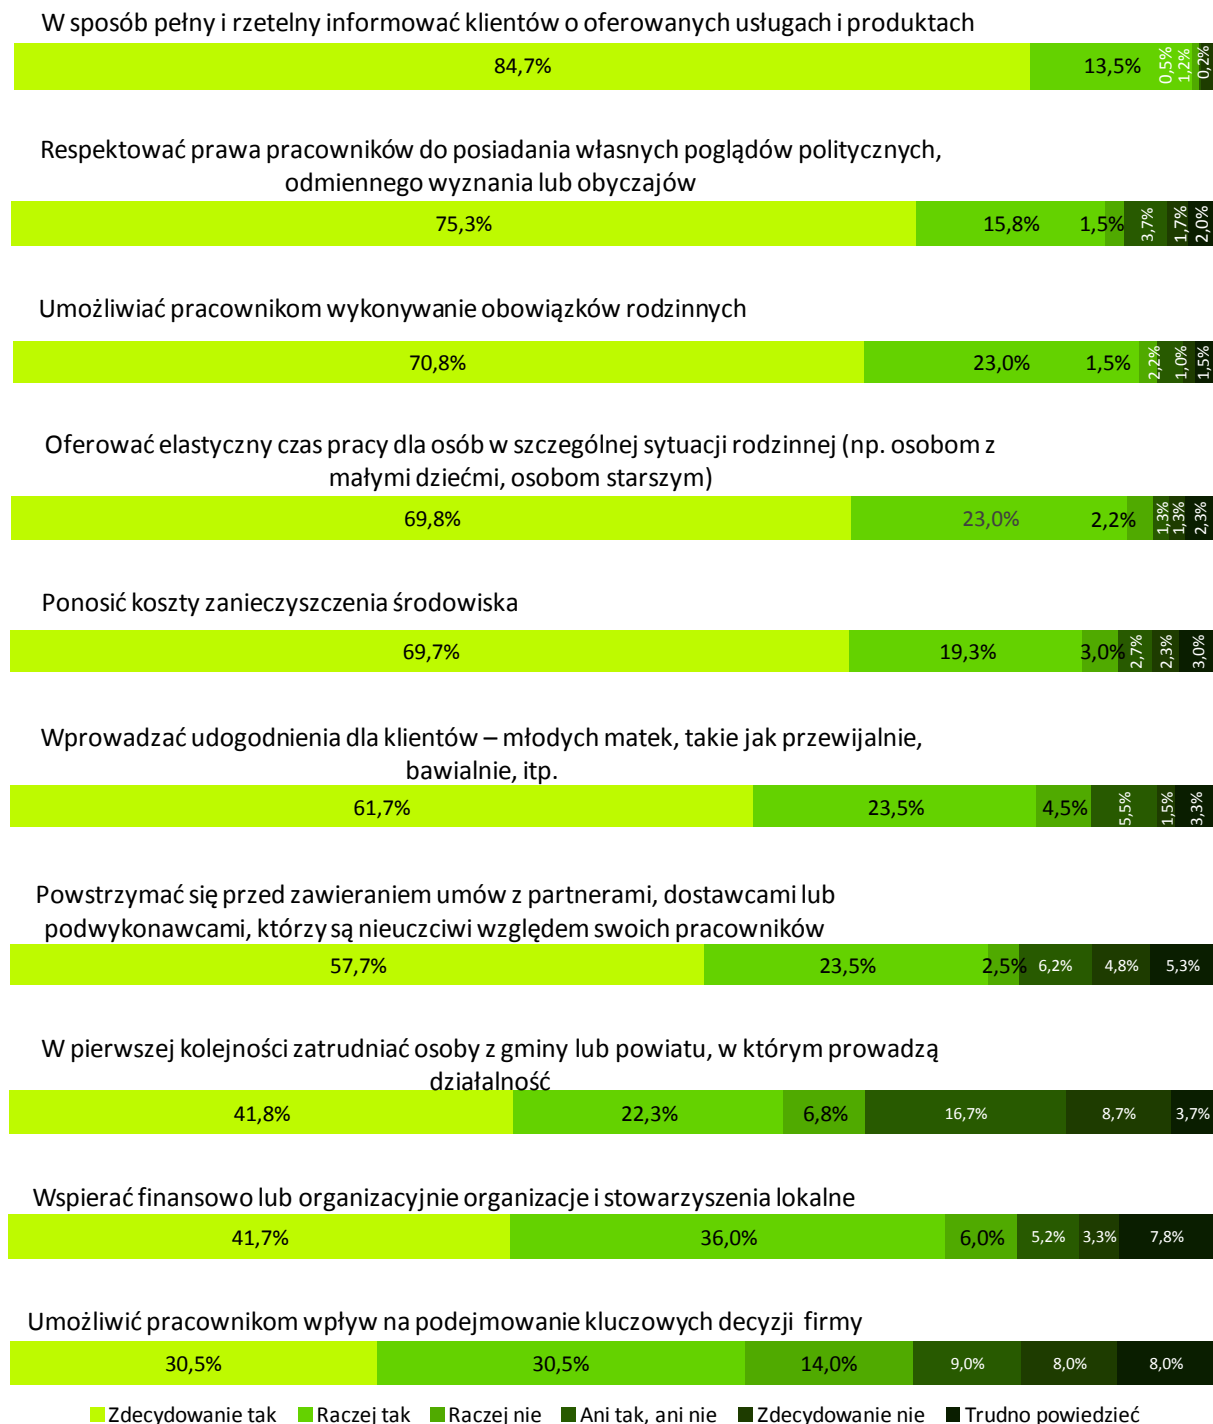 W sposób pełny i rzetelny informować klientów o oferowanych usługach i produktach
84,7% 13,5% 0,5% 1,2% 0,2%
Respektować prawa pracowników do posiadania własnych poglądów politycznych,
odmiennego wyznania lub obyczajów
75,3% 15,8% 1,5% 3,7% 1,7% 2,0%
Umożliwiać pracownikom wykonywanie obowiązków rodzinnych
70,8% 23,0% 1,5% 2,2% 1,0% 1,5%
Oferować elastyczny czas pracy dla osób w szczególnej sytuacji rodzinnej (np. osobom z
małymi dziećmi, osobom starszym)
69,8% 23,0% 2,2% 1,3% 1,3% 2,3%
Ponosić koszty zanieczyszczenia środowiska
69,7% 19,3% 3,0% 2,7% 2,3% 3,0%
Wprowadzać udogodnienia dla klientów – młodych matek, takie jak przewijalnie,
bawialnie, itp.
61,7% 23,5% 4,5% 5,5% 1,5% 3,3%
Powstrzymać się przed zawieraniem umów z partnerami, dostawcami lub
podwykonawcami, którzy są nieuczciwi względem swoich pracowników
57,7% 23,5% 2,5% 6,2% 4,8% 5,3%
W pierwszej kolejności zatrudniać osoby z gminy lub powiatu, w którym prowadzą
działalność
41,8% 22,3% 6,8% 16,7% 8,7% 3,7%
Wspierać finansowo lub organizacyjnie organizacje i stowarzyszenia lokalne
41,7% 36,0% 6,0% 5,2% 3,3% 7,8%
Umożliwić pracownikom wpływ na podejmowanie kluczowych decyzji firmy
30,5% 30,5% 14,0% 9,0% 8,0% 8,0%
Zdecydowanie tak Raczej tak Raczej nie Ani tak, ani nie Zdecydowanie nie Trudno powiedzieć